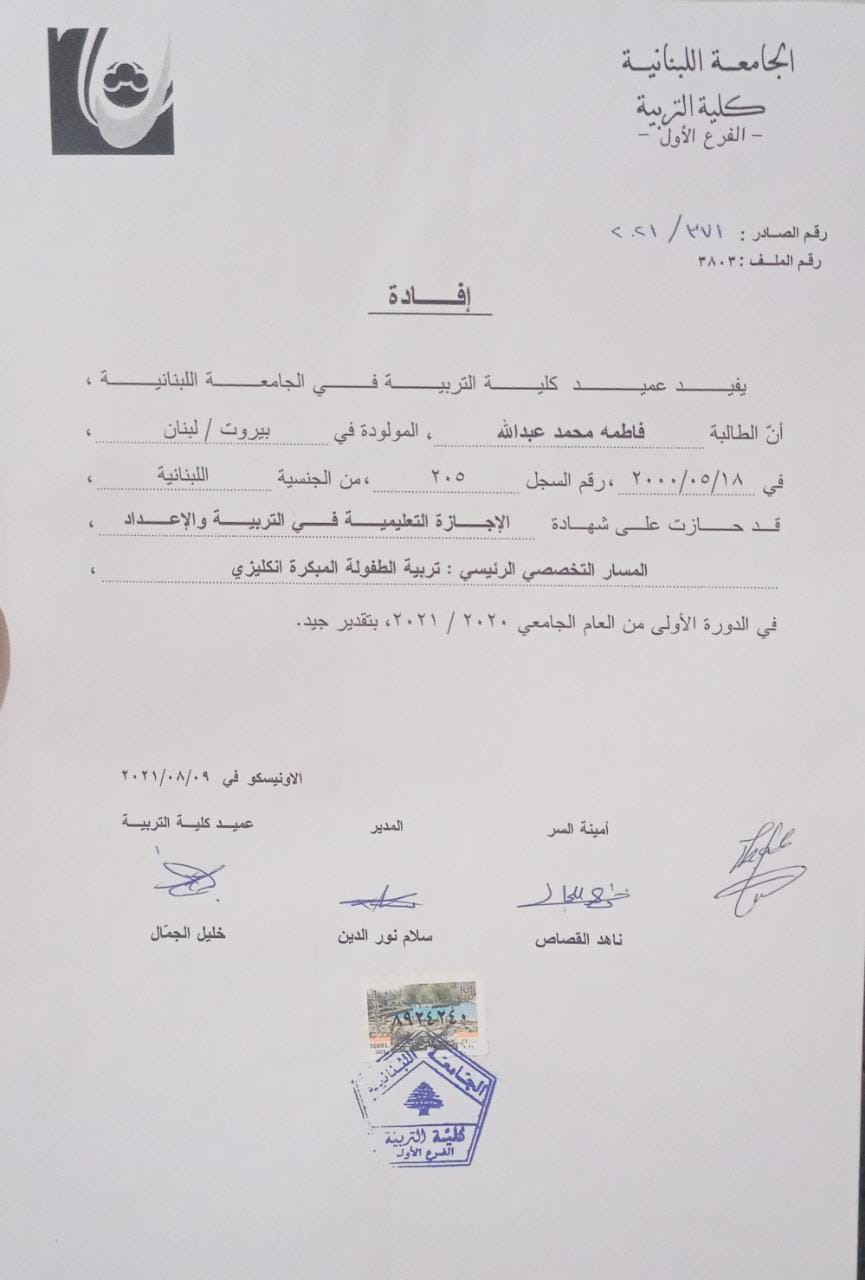 الجامعة اللبنانية
كلية التربية
- الفرع الأول -
رقم الصادر : ٣٧١ / ٢٠٢١
رقم الملف : ٣٨٠٣
إفادة
يفيد عميد كلية التربية في الجامعة اللبنانية ،
أنّ الطالبة فاطمه محمد عبدالله ، المولودة في بيروت / لبنان ،
في ٢٠٠٠/٠٥/١٨ ،رقم السجل ٢٠٥ ،من الجنسية اللبنانية ،
قد حازت على شهادة الإجازة التعليمية في التربية والإعداد ،
المسار التخصصي الرئيسي : تربية الطفولة المبكرة انكليزي ،
في الدورة الأولى من العام الجامعي ٢٠٢٠ / ٢٠٢١، بتقدير جيد.
الاونيسكو في ٢٠٢١/٠٨/٠٩
أمينة السر المدير عميد كلية التربية
ناهد القصاص سلام نور الدين خليل الجمّال
٨٩٢٤٢٤٥
الجامعة اللبنانية
كلية التربية
الفرع الأول